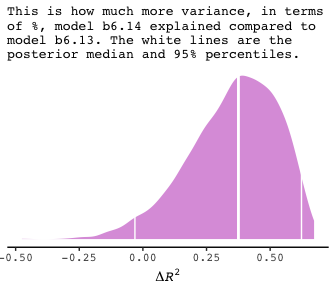 This is how much more variance, in terms
of %, model b6.14 explained compared to
model b6.13. The white lines are the
posterior median and 95% percentiles.
-0.50 -0.25 0.00 0.25 0.50
ΔR²